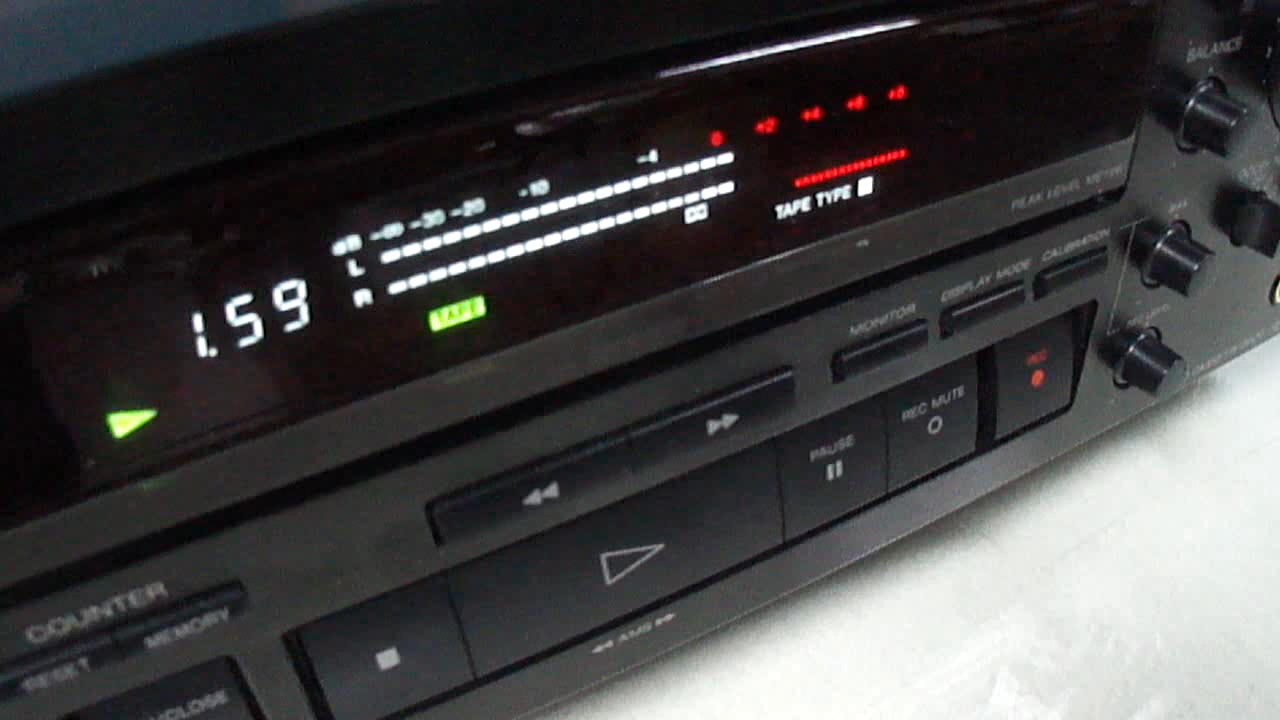 0 +2 +4 +6 +8
dB -∞ -30 -20 -10 -4
L
R
1.59
TAPE
TAPE TYPE
PEAK LEVEL METER
BALANCE
MONITOR
DISPLAY MODE
CALIBRATION
PAUSE
REC MUTE
REC
AMS
COUNTER
RESET
MEMORY